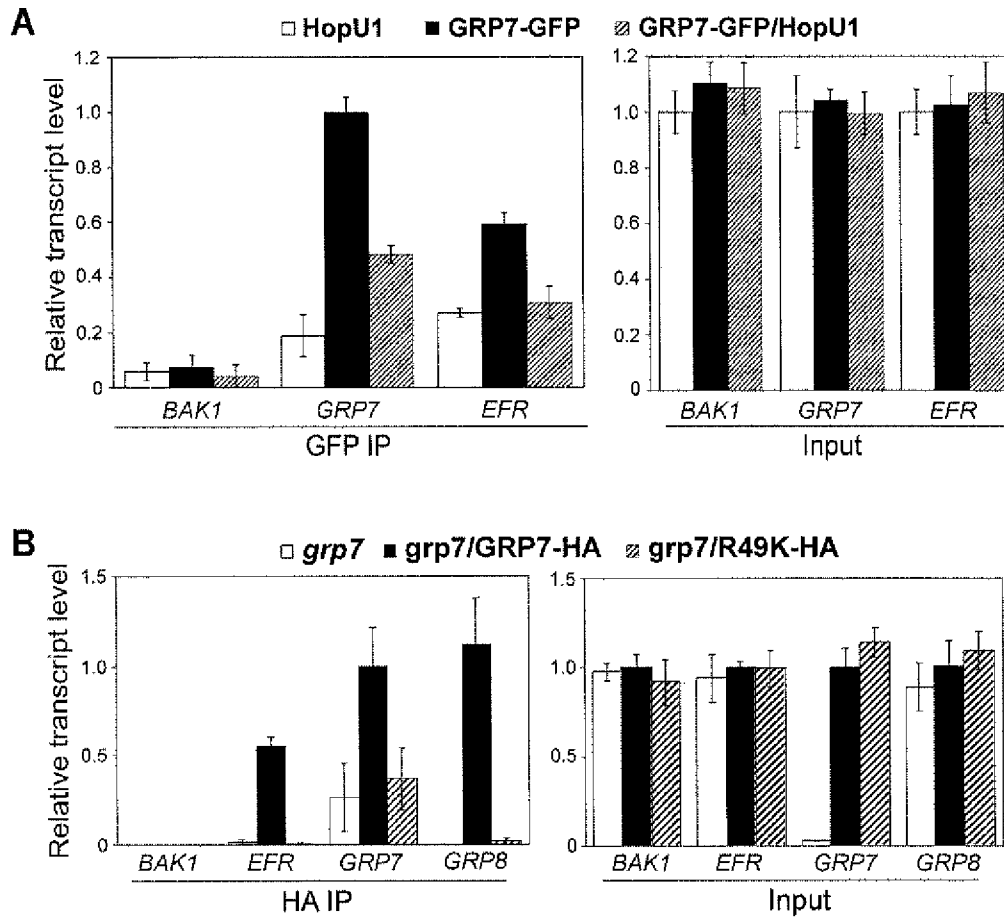 A
HopU1 GRP7-GFP GRP7-GFP/HopU1
Relative transcript level
1.0
0.8
0.6
0.4
0.2
0
BAK1 GRP7 EFR
GFP IP
1.2
1.0
0.8
0.6
0.4
0.2
0
BAK1 GRP7 EFR
Input
B
grp7 grp7/GRP7-HA grp7/R49K-HA
Relative transcript level
1.5
1.0
0.5
0
BAK1 EFR GRP7 GRP8
HA IP
1.5
1.0
0.5
0
BAK1 EFR GRP7 GRP8
Input